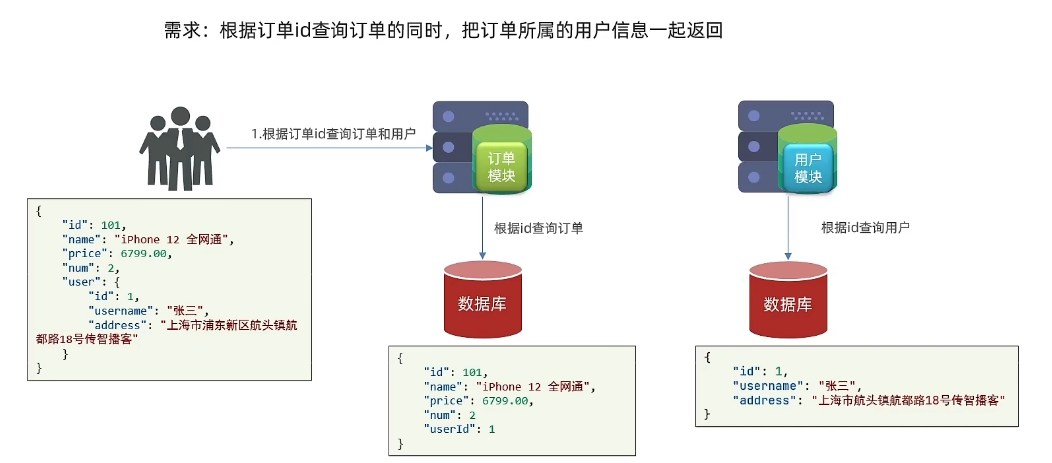 需求：根据订单id查询订单的同时，把订单所属的用户信息一起返回
1.根据订单id查询订单和用户
订单
模块
用户
模块
根据id查询订单
根据id查询用户
数据库
数据库
{
"id": 101,
"name": "iPhone 12 全网通",
"price": 6799.00,
"num": 2,
"user": {
"id": 1,
"username": "张三",
"address": "上海市浦东新区航头镇航
都路18号传智播客"
}
}
{
"id": 101,
"name": "iPhone 12 全网通",
"price": 6799.00,
"num": 2
"userId": 1
}
{
"id": 1,
"username": "张三",
"address": "上海市航头镇航都路18号传智播客"
}